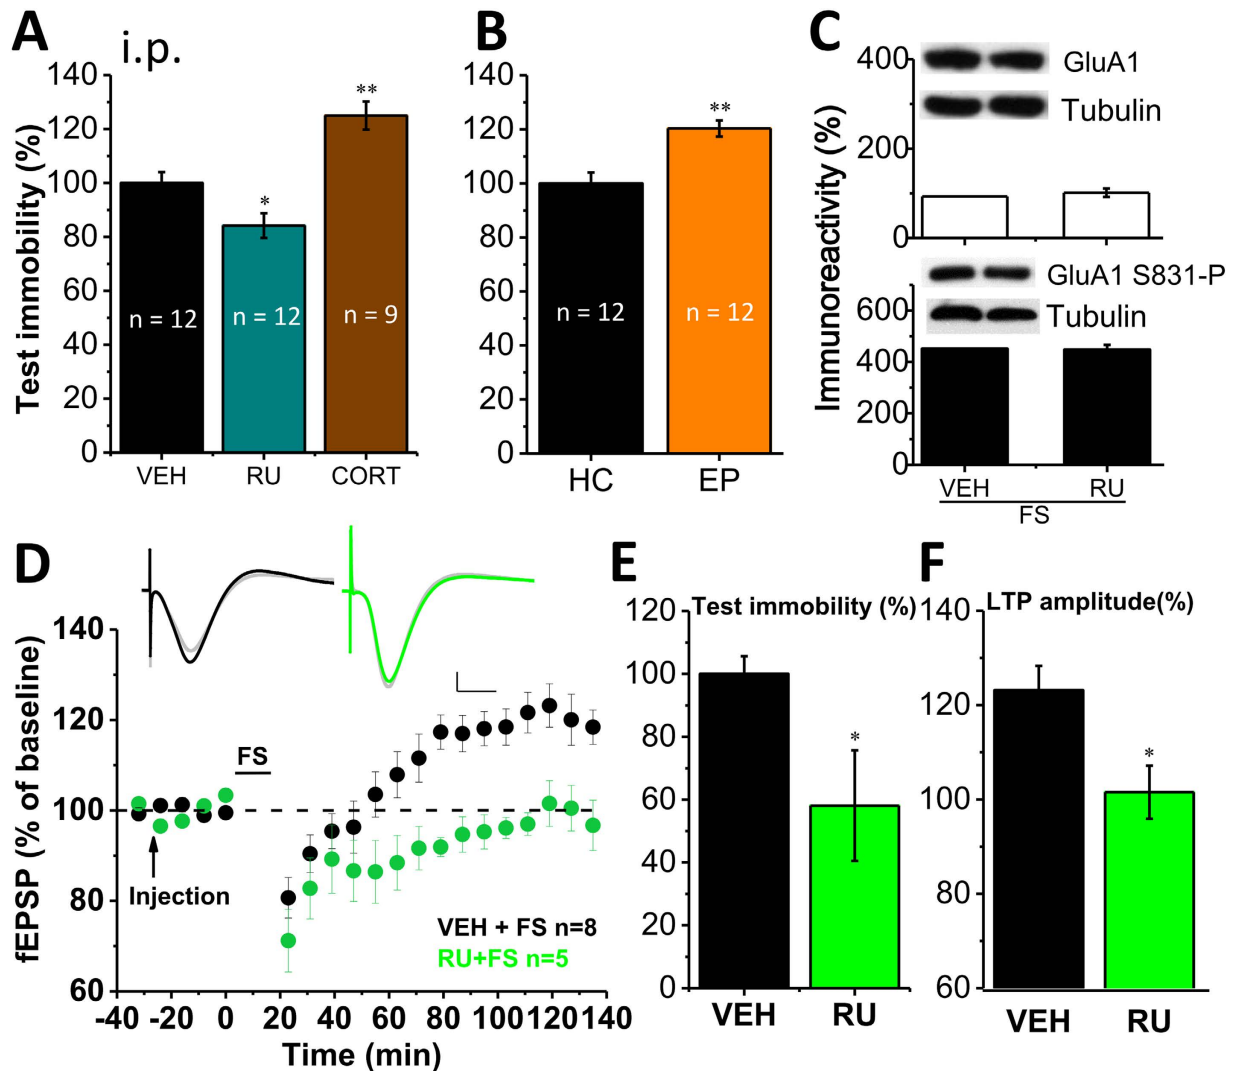 A
i.p.
Test immobility (%)
140
120
100
80
60
40
20
0
**
*
**
n = 12
n = 12
n = 9
VEH
RU
CORT
B
140
120
100
80
60
40
20
0
**
n = 12
n = 12
HC
EP
C
Immunoreactivity (%)
400
200
0
GluA1
Tubulin
600
400
200
0
GluA1 S831-P
Tubulin
VEH
RU
FS
D
fEPSP (% of baseline)
140
120
100
80
60
FS
Injection
VEH + FS n=8
RU+FS n=5
-40 -20 0 20 40 60 80 100 120 140
Time (min)
E
Test immobility (%)
120
100
80
60
40
20
0
*
VEH
RU
F
LTP amplitude(%)
140
120
100
80
60
*
VEH
RU